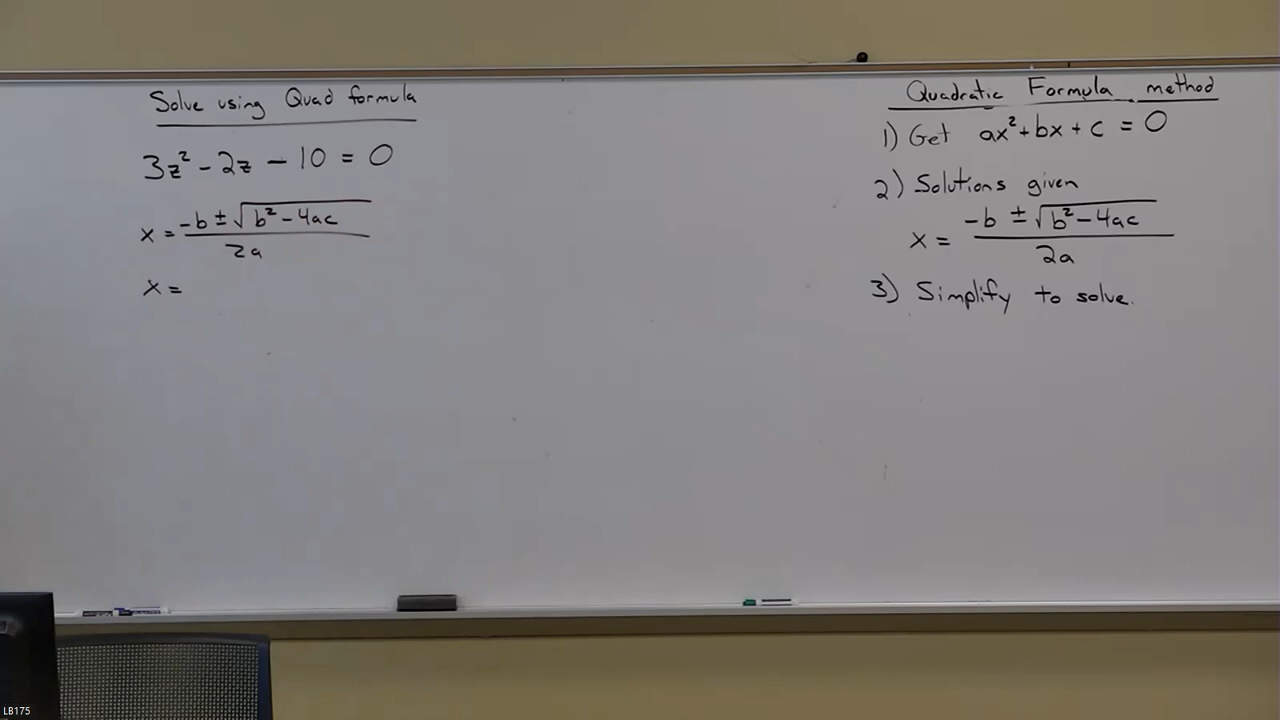 Solve using Quad formula
3z² - 2z - 10 = 0
x = -b ± √b² - 4ac
2a
x =
Quadratic Formula method
1) Get ax² + bx + c = 0
2) Solutions given
x = -b ± √b² - 4ac
2a
3) Simplify to solve.
LB175